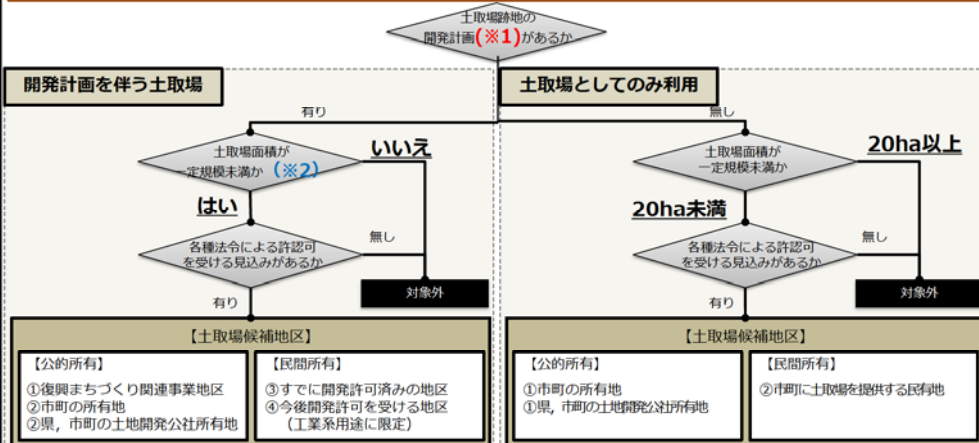 土取場跡地の
開発計画(※1)があるか
開発計画を伴う土取場
土取場としてのみ利用
有り
無し
土取場面積が
一定規模未満か(※2)
いいえ
はい
各種法令による許認可
を受ける見込みがあるか
無し
対象外
有り
土取場面積が
一定規模未満か
20ha以上
20ha未満
各種法令による許認可
を受ける見込みがあるか
無し
対象外
有り
【土取場候補地区】
【公的所有】
①復興まちづくり関連事業地区
②市町の所有地
②県，市町の土地開発公社所有地
【民間所有】
③すでに開発許可済みの地区
④今後開発許可を受ける地区
（工業系用途に限定）
【土取場候補地区】
【公的所有】
①市町の所有地
①県，市町の土地開発公社所有地
【民間所有】
②市町に土取場を提供する民有地